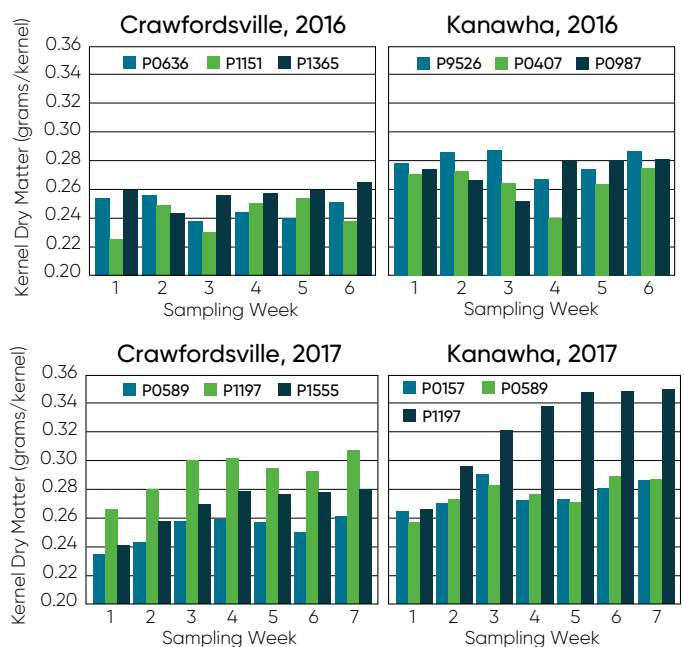 Crawfordsville, 2016
Kanawha, 2016
Kernel Dry Matter (grams/kernel)
0.36
0.34
0.32
0.30
0.28
0.26
0.24
0.22
0.20
P0636 P1151 P1365
P9526 P0407 P0987
1 2 3 4 5 6
Sampling Week
1 2 3 4 5 6
Sampling Week
Crawfordsville, 2017
Kanawha, 2017
Kernel Dry Matter (grams/kernel)
0.36
0.34
0.32
0.30
0.28
0.26
0.24
0.22
0.20
P0589 P1197 P1555
P0157 P0589
P1197
1 2 3 4 5 6 7
Sampling Week
1 2 3 4 5 6 7
Sampling Week